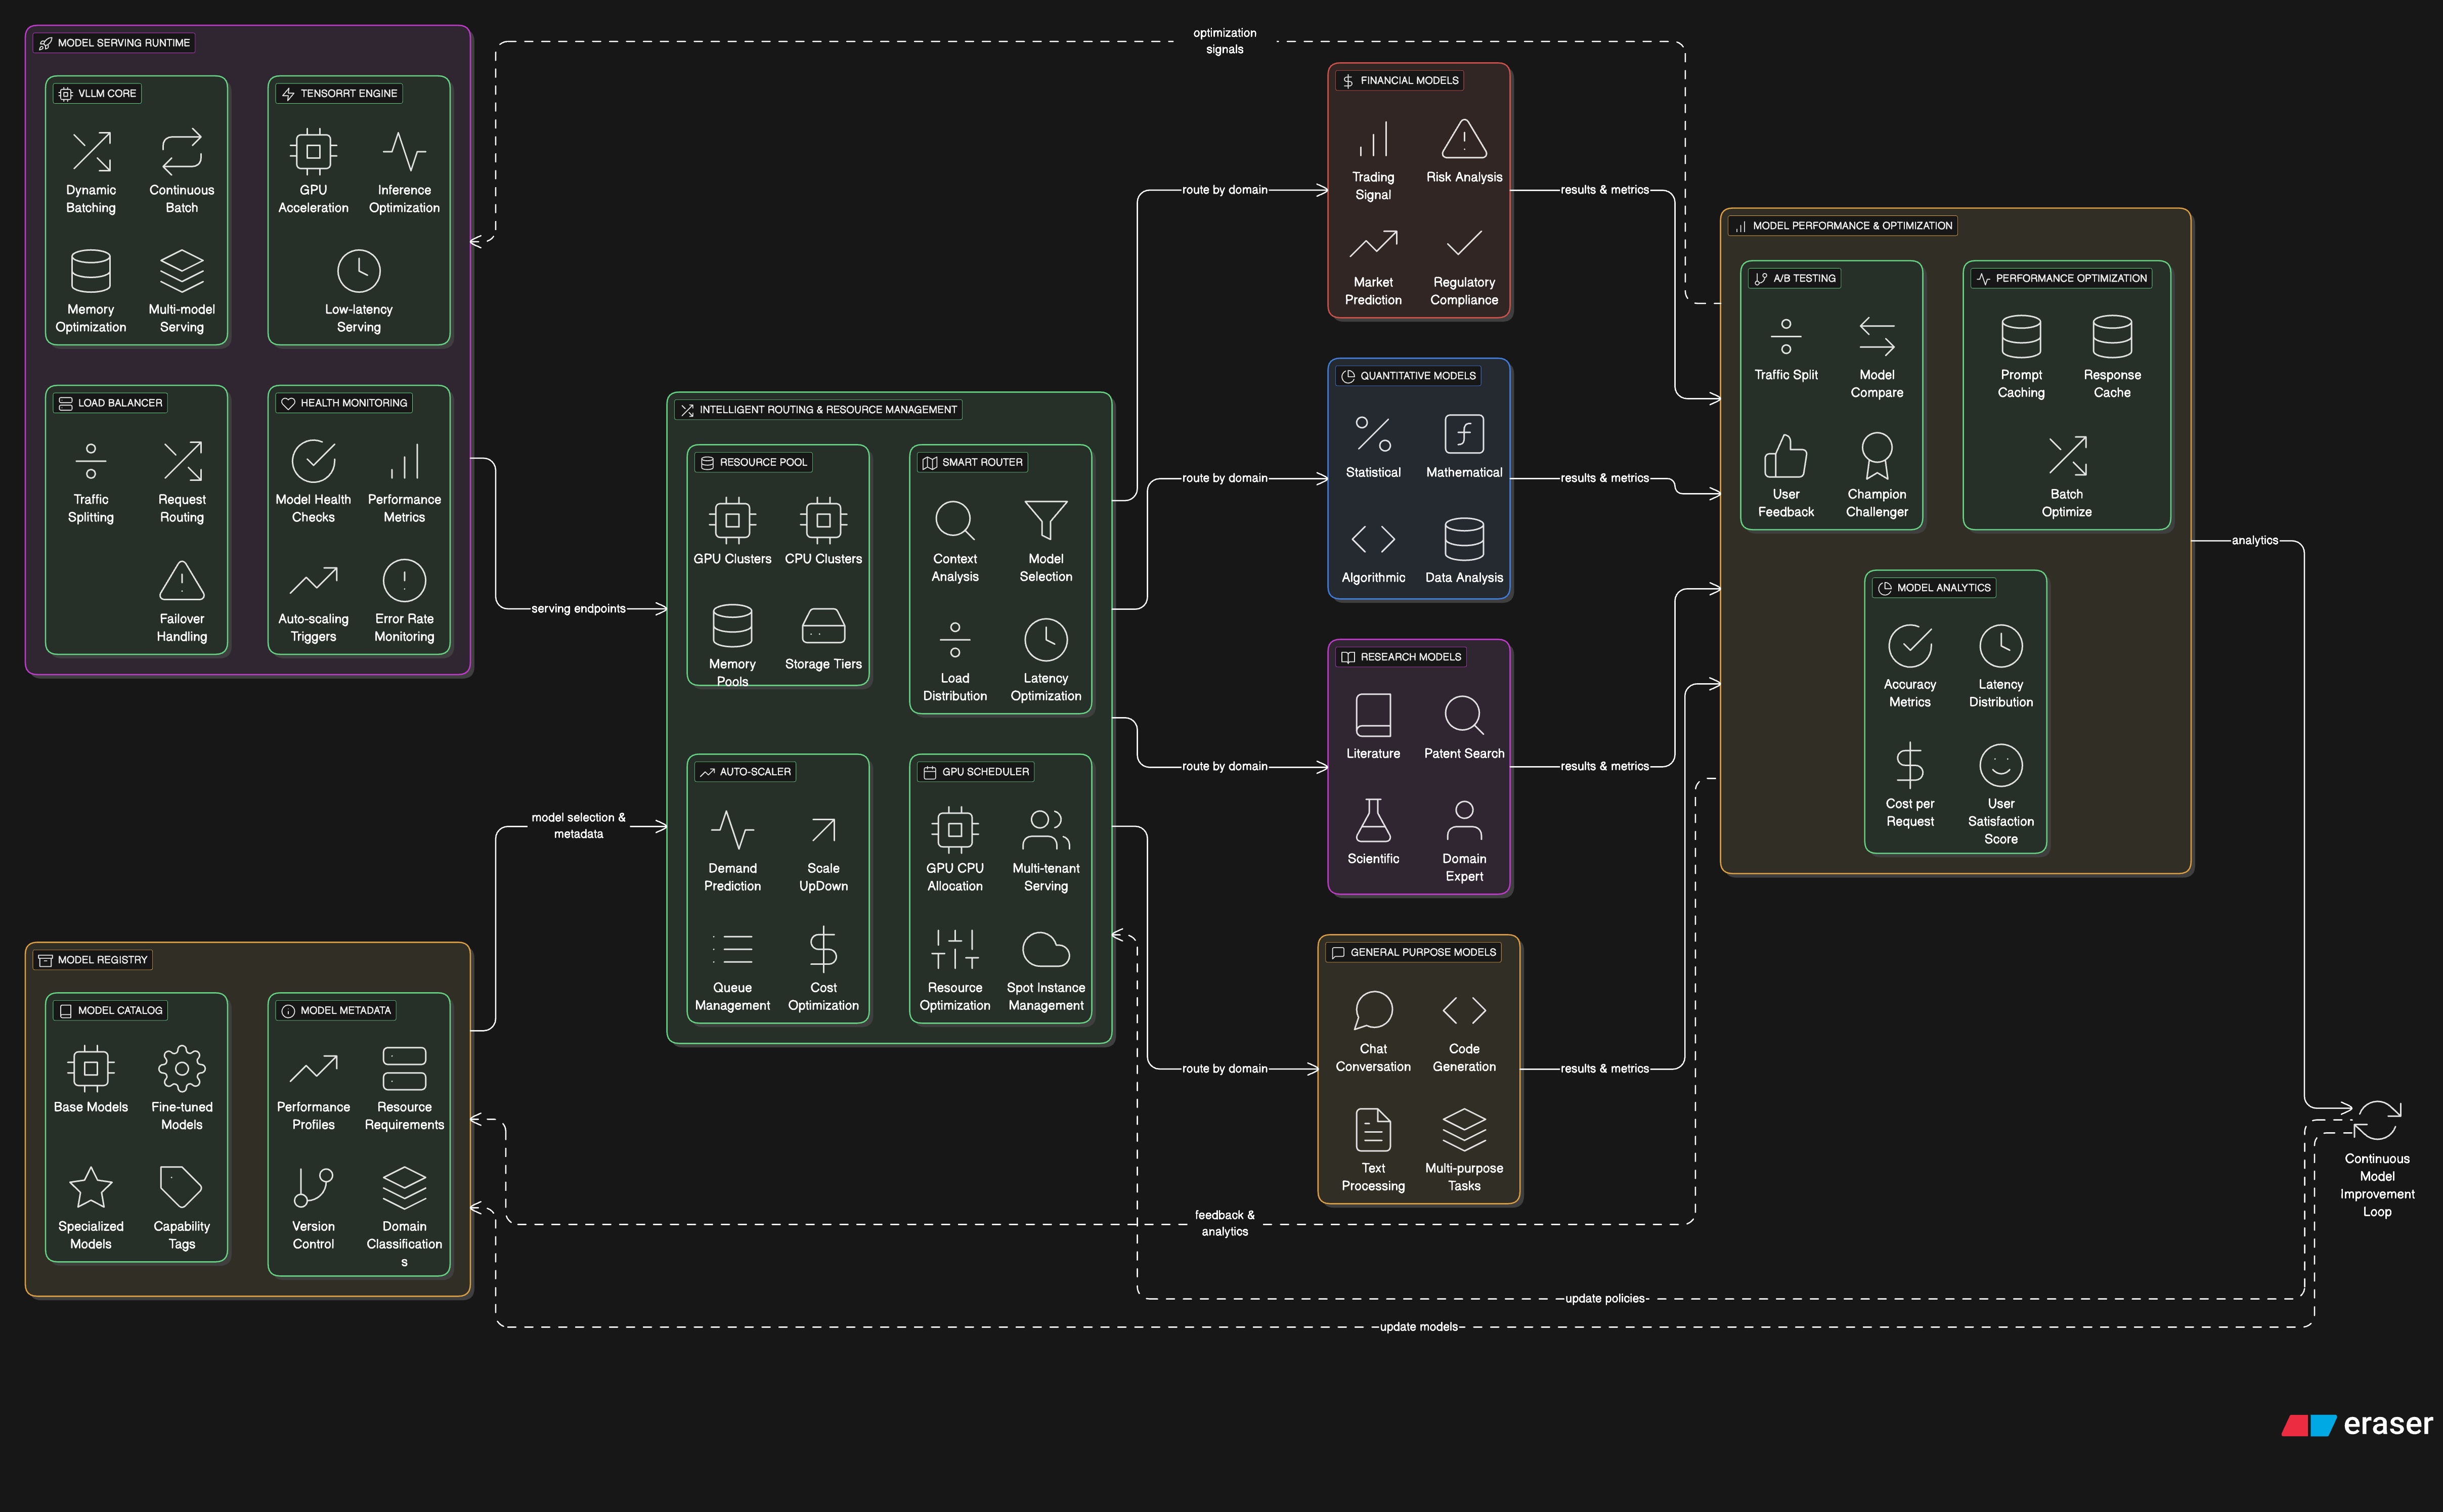 MODEL SERVING RUNTIME
VLLM CORE
Dynamic
Batching
Continuous
Batch
Memory
Optimization
Multi-model
Serving
TENSORRT ENGINE
GPU
Acceleration
Inference
Optimization
Low-latency
Serving
LOAD BALANCER
Traffic
Splitting
Request
Routing
Failover
Handling
HEALTH MONITORING
Model Health
Checks
Performance
Metrics
Auto-scaling
Triggers
Error Rate
Monitoring
MODEL REGISTRY
MODEL CATALOG
Base Models
Fine-tuned
Models
Specialized
Models
Capability
Tags
MODEL METADATA
Performance
Profiles
Resource
Requirements
Version
Control
Domain
Classification
s
serving endpoints
model selection &
metadata
INTELLIGENT ROUTING & RESOURCE MANAGEMENT
RESOURCE POOL
GPU Clusters
CPU Clusters
Memory
Pools
Storage Tiers
SMART ROUTER
Context
Analysis
Model
Selection
Load
Distribution
Latency
Optimization
AUTO-SCALER
Demand
Prediction
Scale
UpDown
Queue
Management
Cost
Optimization
GPU SCHEDULER
GPU CPU
Allocation
Multi-tenant
Serving
Resource
Optimization
Spot Instance
Management
optimization
signals
route by domain
route by domain
route by domain
route by domain
FINANCIAL MODELS
Trading
Signal
Risk Analysis
Market
Prediction
Regulatory
Compliance
QUANTITATIVE MODELS
Statistical
Mathematical
Algorithmic
Data Analysis
RESEARCH MODELS
Literature
Patent Search
Scientific
Domain
Expert
GENERAL PURPOSE MODELS
Chat
Conversation
Code
Generation
Text
Processing
Multi-purpose
Tasks
results & metrics
results & metrics
results & metrics
results & metrics
feedback &
analytics
update policies
update models
MODEL PERFORMANCE & OPTIMIZATION
A/B TESTING
Traffic Split
Model
Compare
User
Feedback
Champion
Challenger
PERFORMANCE OPTIMIZATION
Prompt
Caching
Response
Cache
Batch
Optimize
MODEL ANALYTICS
Accuracy
Metrics
Latency
Distribution
Cost per
Request
User
Satisfaction
Score
analytics
Continuous
Model
Improvement
Loop
eraser